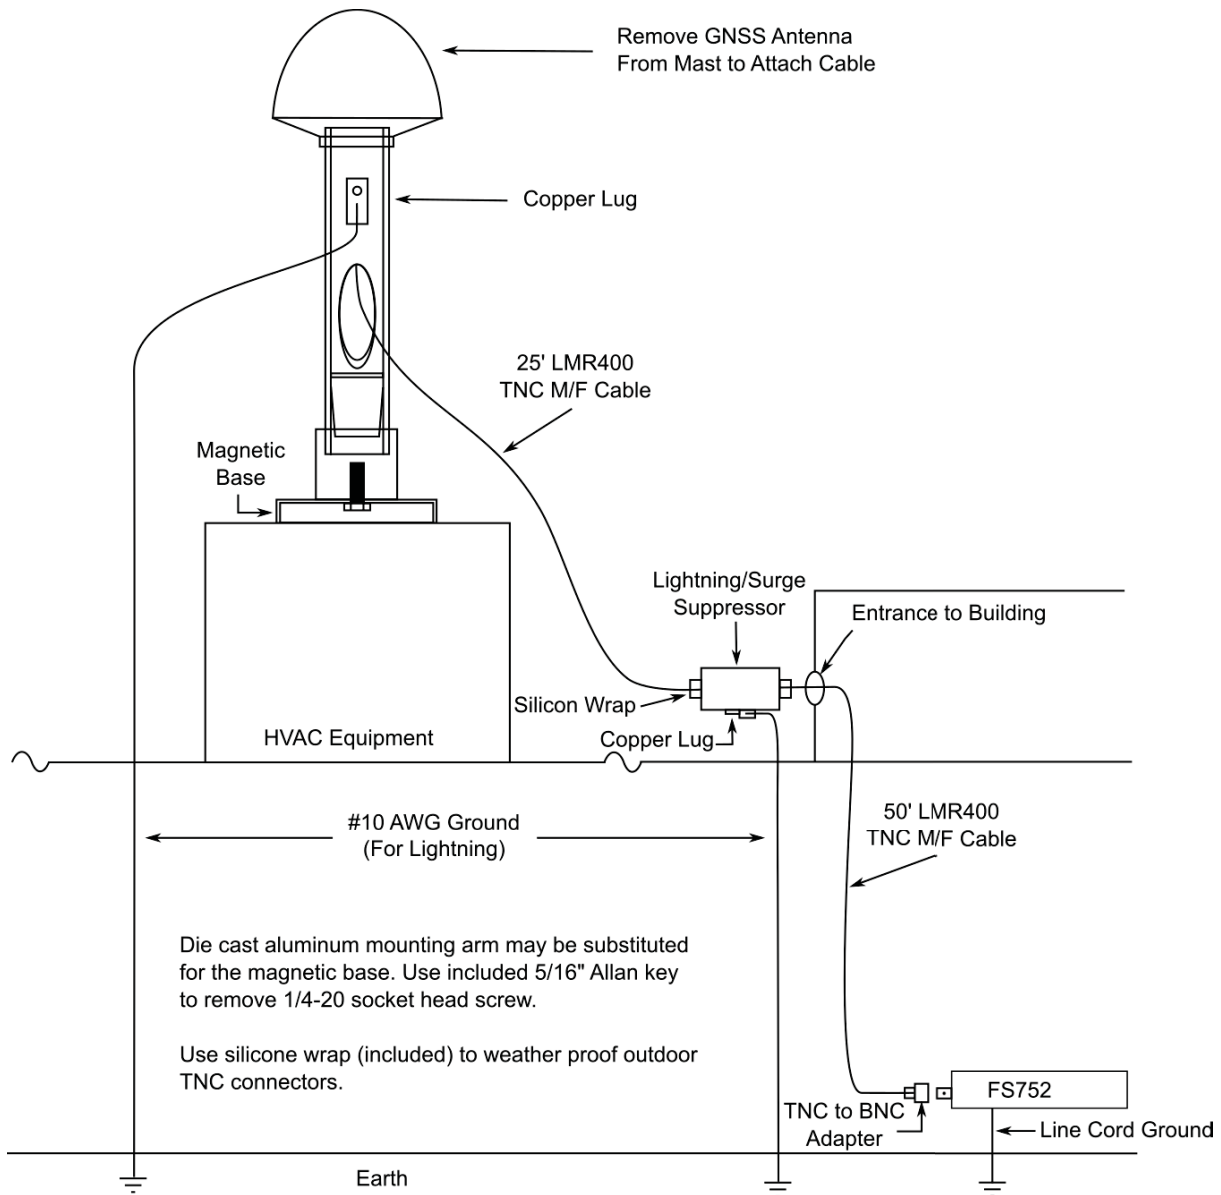 Remove GNSS Antenna
From Mast to Attach Cable
Copper Lug
25' LMR400
TNC M/F Cable
Magnetic
Base
Lightning/Surge
Suppressor
Entrance to Building
Silicon Wrap
Copper Lug
HVAC Equipment
#10 AWG Ground
(For Lightning)
50' LMR400
TNC M/F Cable
Die cast aluminum mounting arm may be substituted
for the magnetic base. Use included 5/16" Allan key
to remove 1/4-20 socket head screw.
Use silicone wrap (included) to weather proof outdoor
TNC connectors.
FS752
TNC to BNC
Adapter
Line Cord Ground
Earth